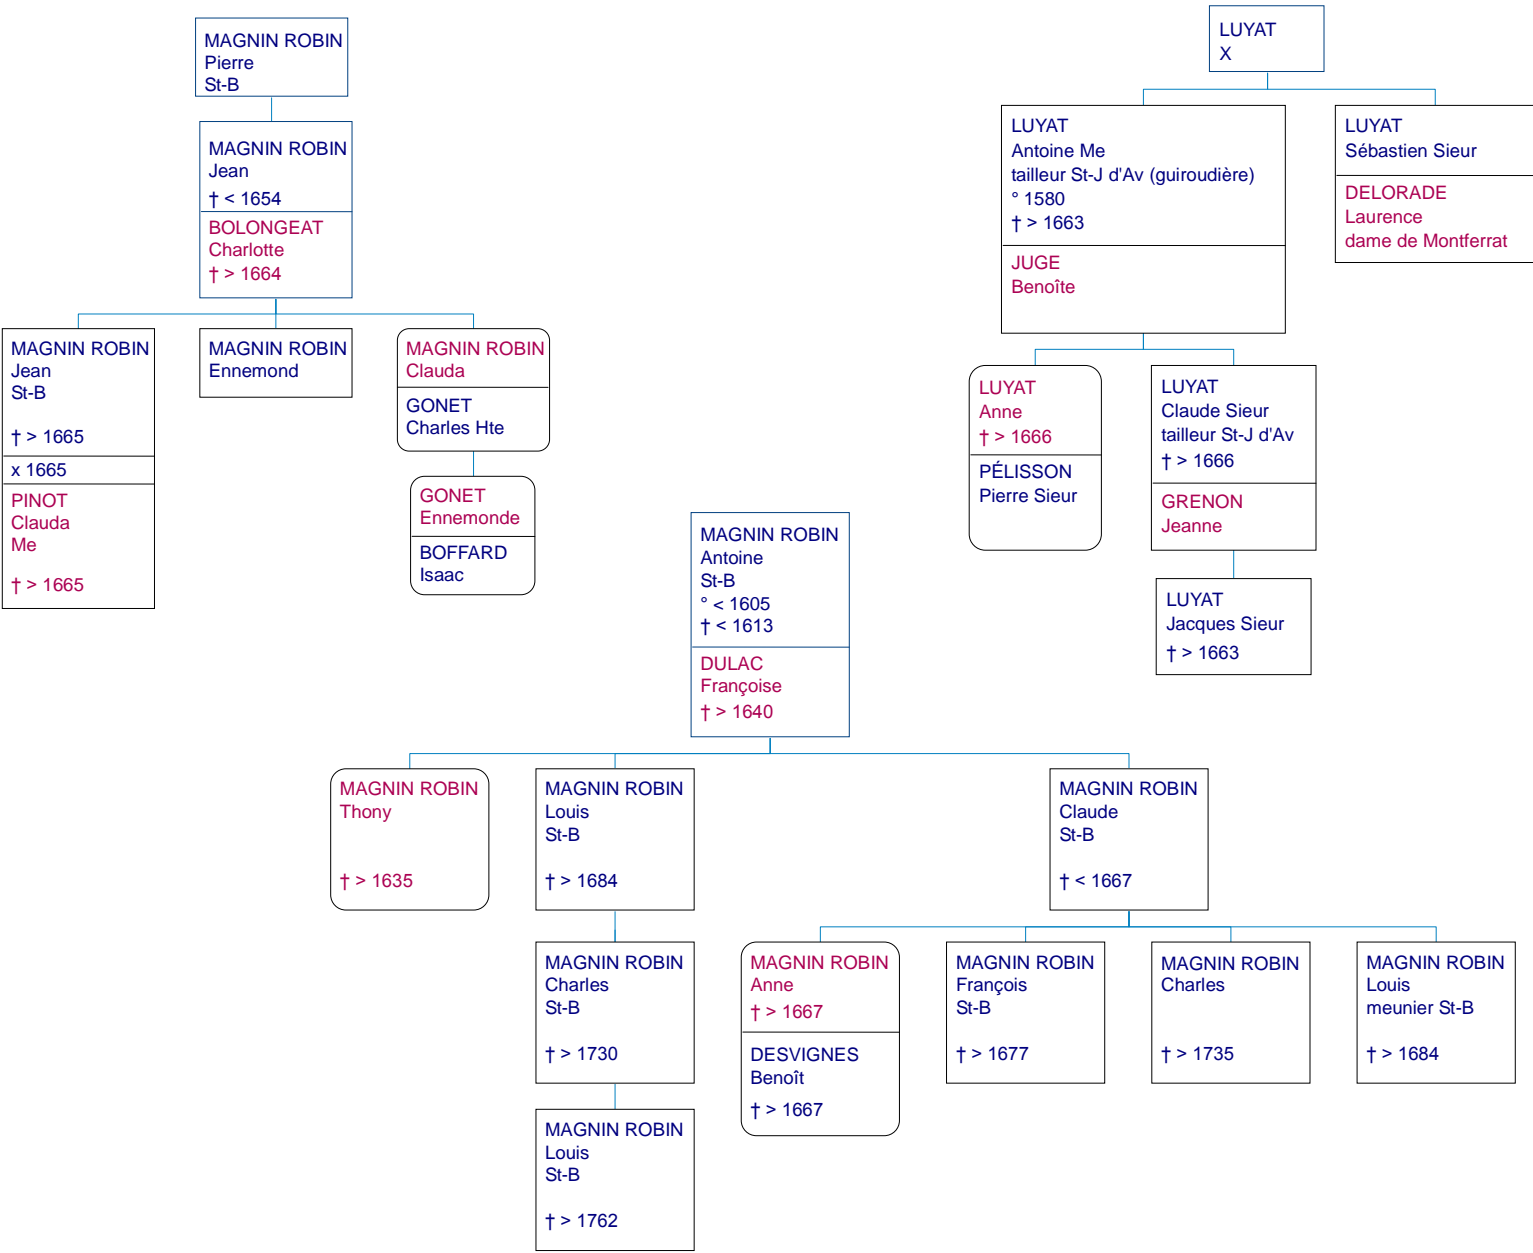 MAGNIN ROBIN
Pierre
St-B
MAGNIN ROBIN
Jean
† < 1654
BOLONGEAT
Charlotte
† > 1664
MAGNIN ROBIN
Jean
St-B
† > 1665
x 1665
PINOT
Clauda
Me
† > 1665
MAGNIN ROBIN
Ennemond
MAGNIN ROBIN
Clauda
GONET
Charles Hte
GONET
Ennemonde
BOFFARD
Isaac
LUYAT
X
LUYAT
Antoine Me
tailleur St-J d'Av (guiroudière)
° 1580
† > 1663
JUGE
Benoîte
LUYAT
Sébastien Sieur
DELORADE
Laurence
dame de Montferrat
LUYAT
Anne
† > 1666
PÉLISSON
Pierre Sieur
LUYAT
Claude Sieur
tailleur St-J d'Av
† > 1666
GRENON
Jeanne
LUYAT
Jacques Sieur
† > 1663
MAGNIN ROBIN
Antoine
St-B
° < 1605
† < 1613
DULAC
Françoise
† > 1640
MAGNIN ROBIN
Thony
† > 1635
MAGNIN ROBIN
Louis
St-B
† > 1684
MAGNIN ROBIN
Claude
St-B
† < 1667
MAGNIN ROBIN
Charles
St-B
† > 1730
MAGNIN ROBIN
Anne
† > 1667
DESVIGNES
Benoît
† > 1667
MAGNIN ROBIN
François
St-B
† > 1677
MAGNIN ROBIN
Charles
† > 1735
MAGNIN ROBIN
Louis
meunier St-B
† > 1684
MAGNIN ROBIN
Louis
St-B
† > 1762